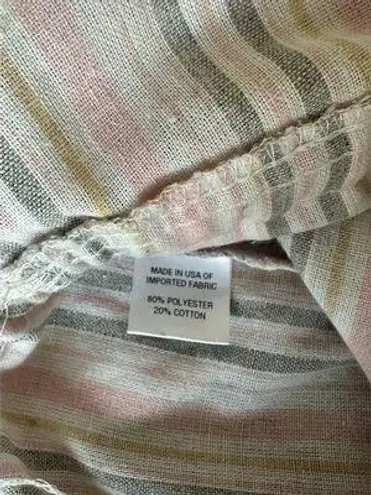 MADE IN USA OF
IMPORTED FABRIC
80% POLYESTER
20% COTTON